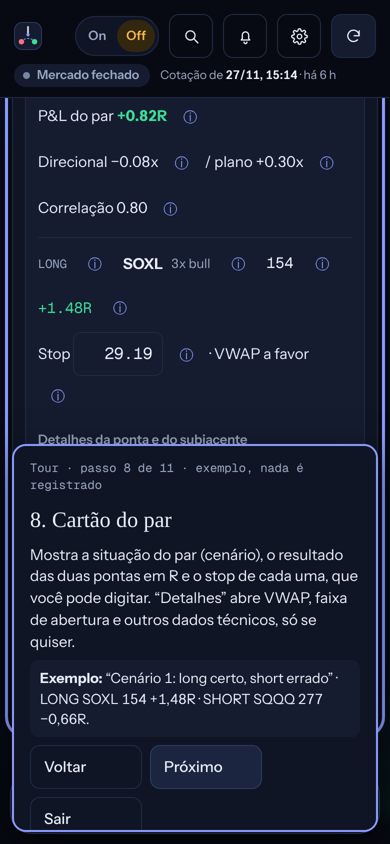 On Off
Mercado fechado Cotação de 27/11, 15:14 · há 6 h
P&L do par +0.82R ⓘ
Direcional −0.08x ⓘ / plano +0.30x ⓘ
Correlação 0.80 ⓘ
LONG ⓘ SOXL 3x bull ⓘ 154 ⓘ
+1.48R ⓘ
Stop 29.19 ⓘ · VWAP a favor
ⓘ
Detalhes da ponta e do subjacente
Tour · passo 8 de 11 · exemplo, nada é
registrado
8. Cartão do par
Mostra a situação do par (cenário), o resultado
das duas pontas em R e o stop de cada uma, que
você pode digitar. “Detalhes” abre VWAP, faixa
de abertura e outros dados técnicos, só se
quiser.
Exemplo: “Cenário 1: long certo, short errado” ·
LONG SOXL 154 +1,48R · SHORT SQQQ 277
−0,66R.
Voltar Próximo
Sair